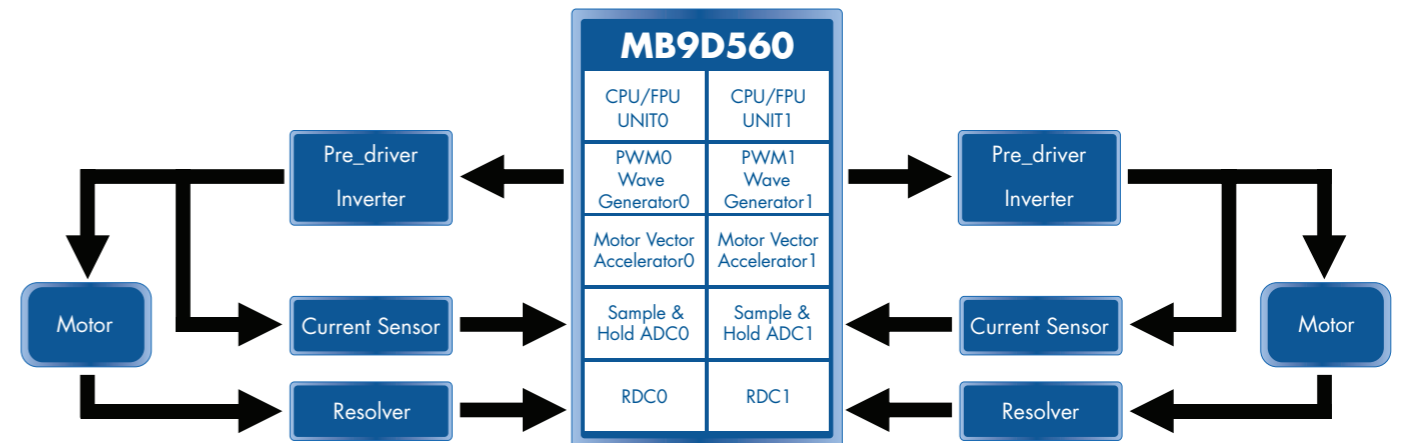 MB9D560
CPU/FPU
UNIT0
CPU/FPU
UNIT1
PWM0
Wave
Generator0
PWM1
Wave
Generator1
Motor Vector
Accelerator0
Motor Vector
Accelerator1
Sample &
Hold ADC0
Sample &
Hold ADC1
RDC0
RDC1
Pre_driver
Inverter
Motor
Current Sensor
Resolver
Pre_driver
Inverter
Current Sensor
Motor
Resolver